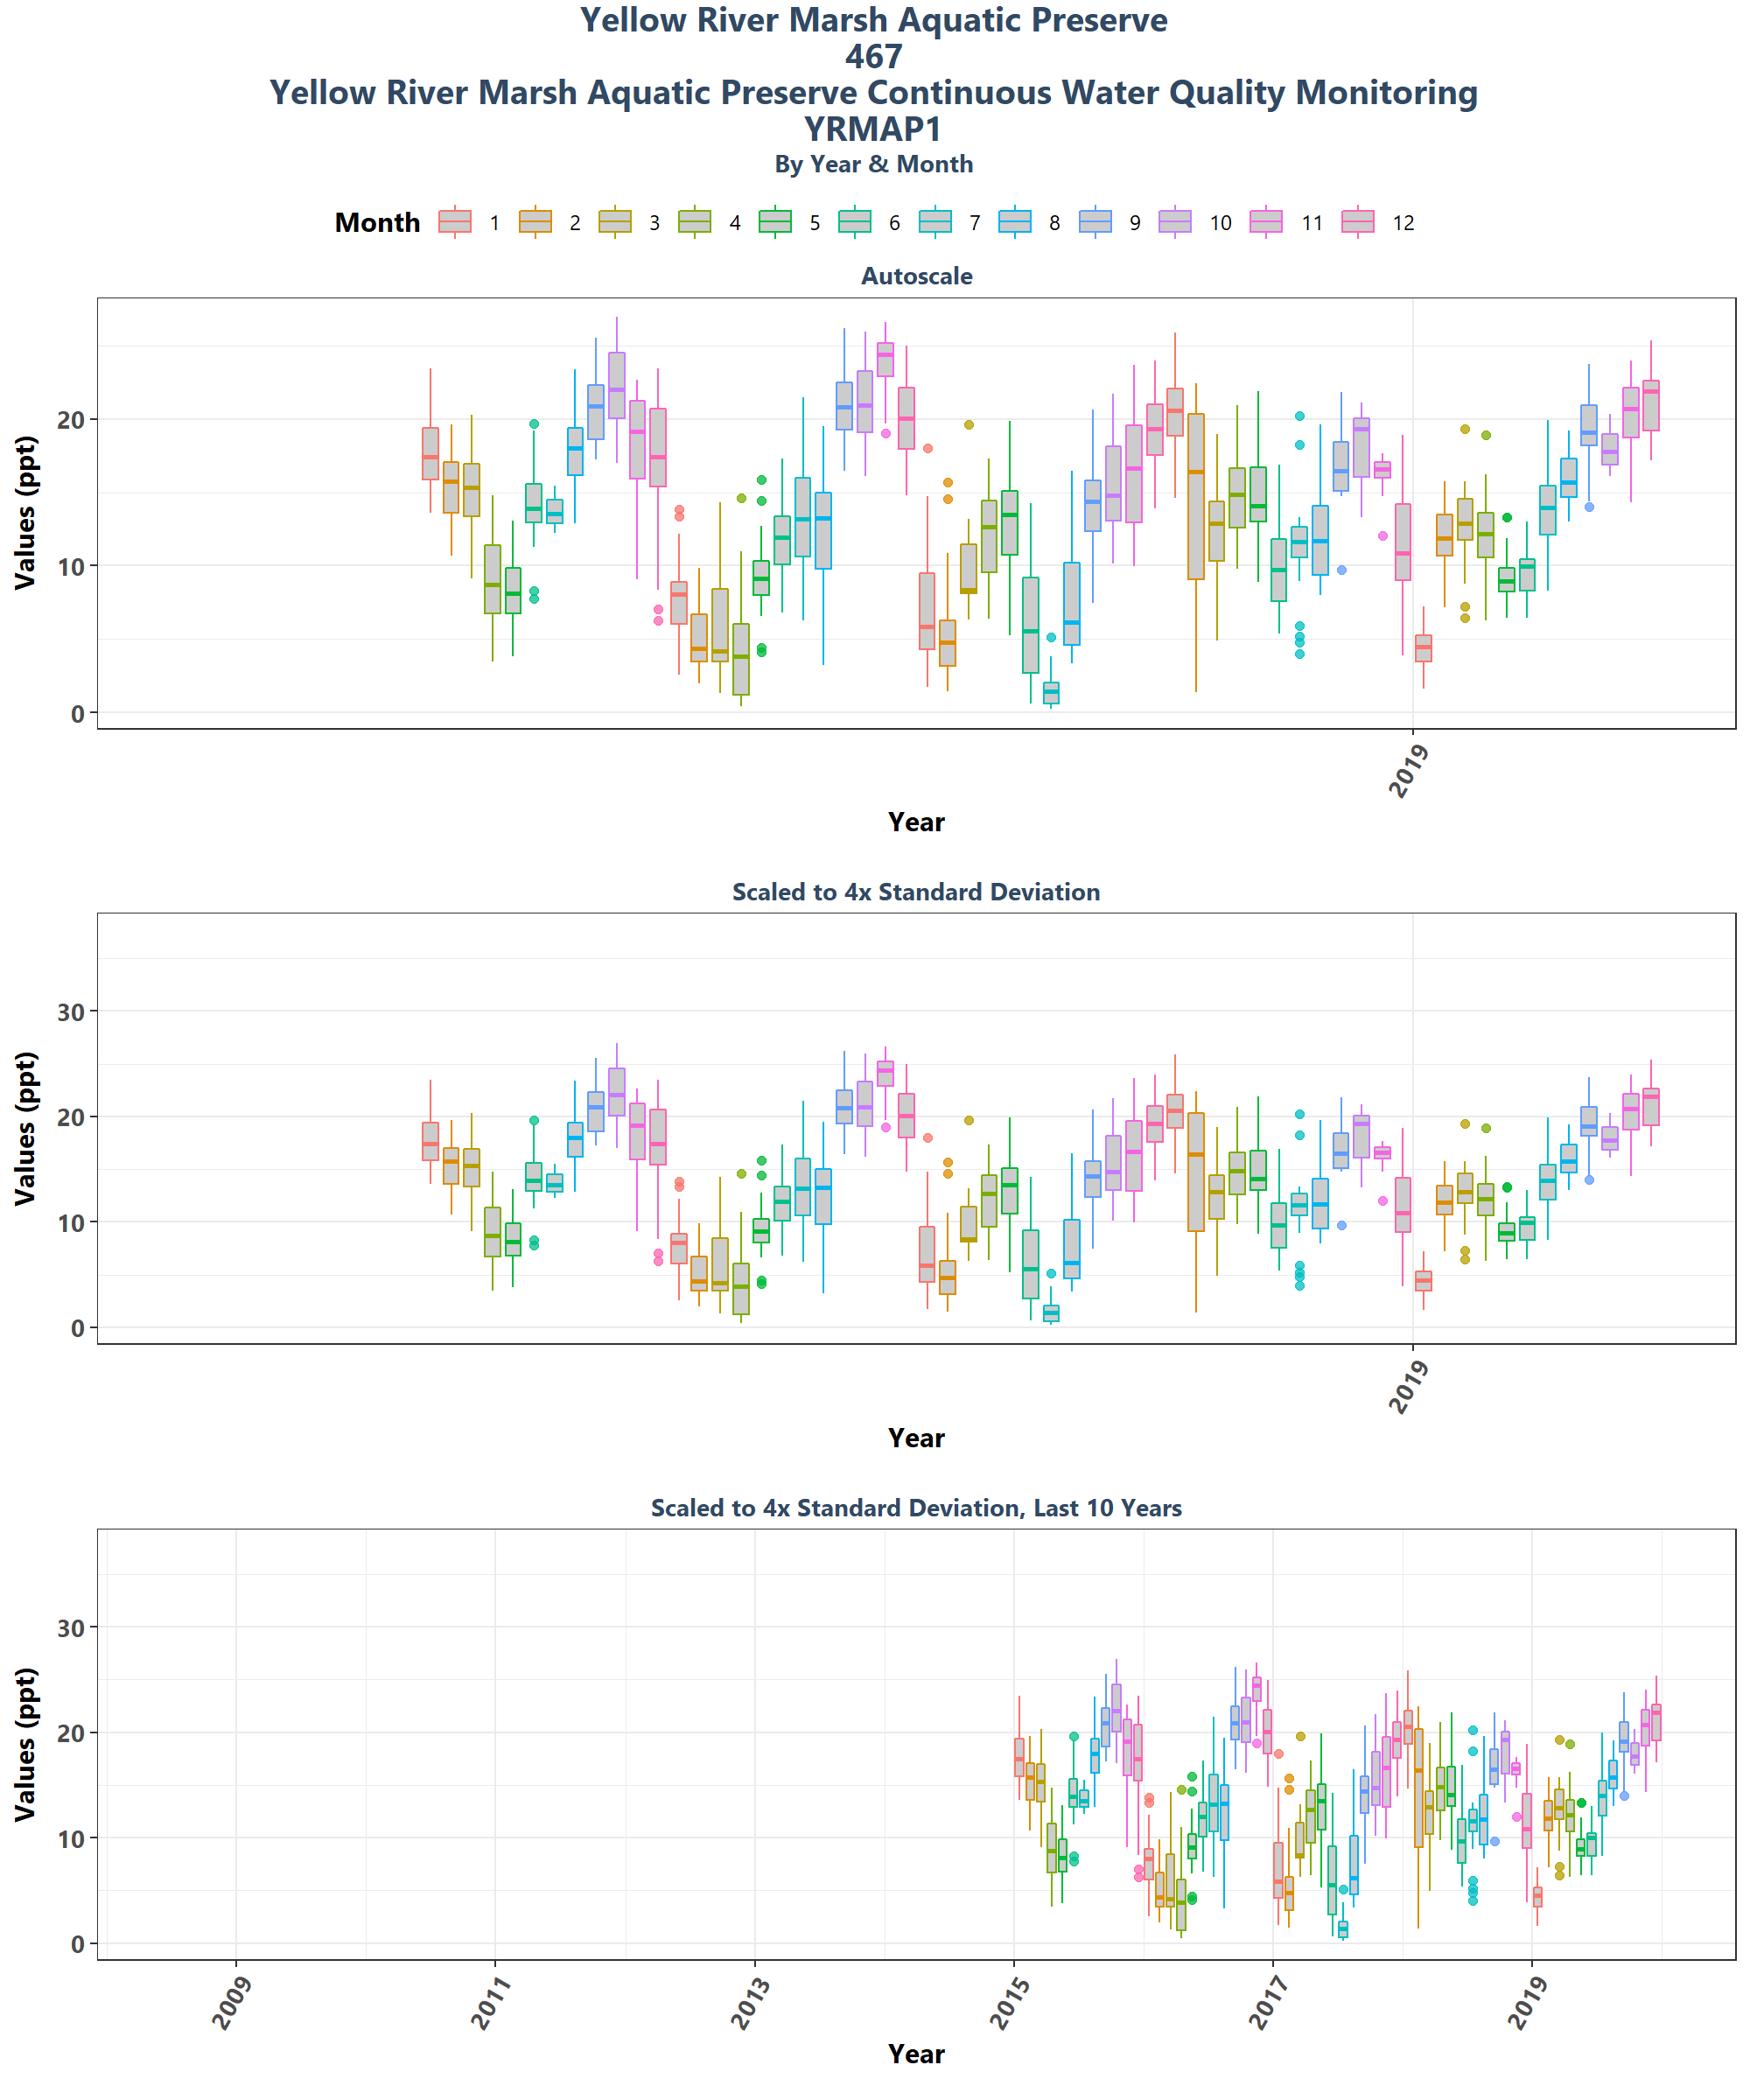 Yellow River Marsh Aquatic Preserve
467
Yellow River Marsh Aquatic Preserve Continuous Water Quality Monitoring
YRMAP1
By Year & Month
Month 1 2 3 4 5 6 7 8 9 10 11 12
Autoscale
Values (ppt)
20
10
0
2019
Year
Scaled to 4x Standard Deviation
Values (ppt)
30
20
10
0
2019
Year
Scaled to 4x Standard Deviation, Last 10 Years
Values (ppt)
30
20
10
0
2009 2011 2013 2015 2017 2019
Year